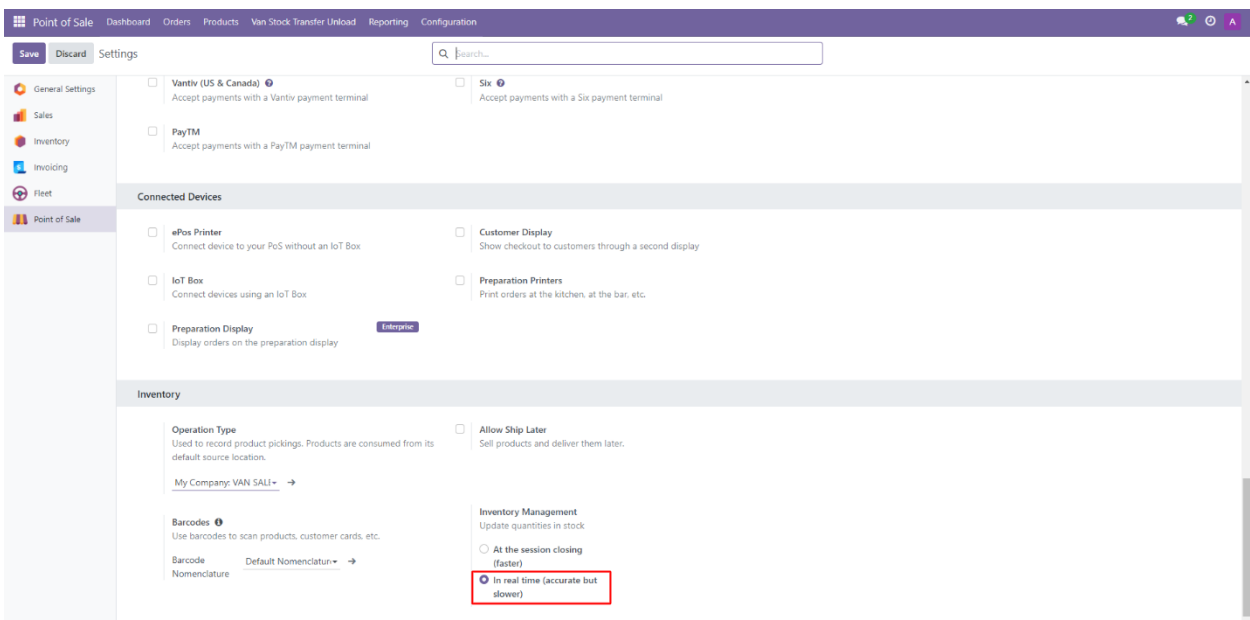 Point of Sale Dashboard Orders Products Van Stock Transfer Unload Reporting Configuration 2 A
Save Discard Settings Search...
General Settings
Sales
Inventory
Invoicing
Fleet
Point of Sale
Vantiv (US & Canada) ?
Accept payments with a Vantiv payment terminal
Six ?
Accept payments with a Six payment terminal
PayTM
Accept payments with a PayTM payment terminal
Connected Devices
ePos Printer
Connect device to your PoS without an IoT Box
Customer Display
Show checkout to customers through a second display
IoT Box
Connect devices using an IoT Box
Preparation Printers
Print orders at the kitchen, at the bar, etc.
Preparation Display Enterprise
Display orders on the preparation display
Inventory
Operation Type
Used to record product pickings. Products are consumed from its
default source location.
My Company: VAN SALI
Allow Ship Later
Sell products and deliver them later.
Barcodes
Use barcodes to scan products, customer cards, etc.
Barcode
Nomenclature
Default Nomenclatur
Inventory Management
Update quantities in stock
At the session closing
(faster)
In real time (accurate but
slower)